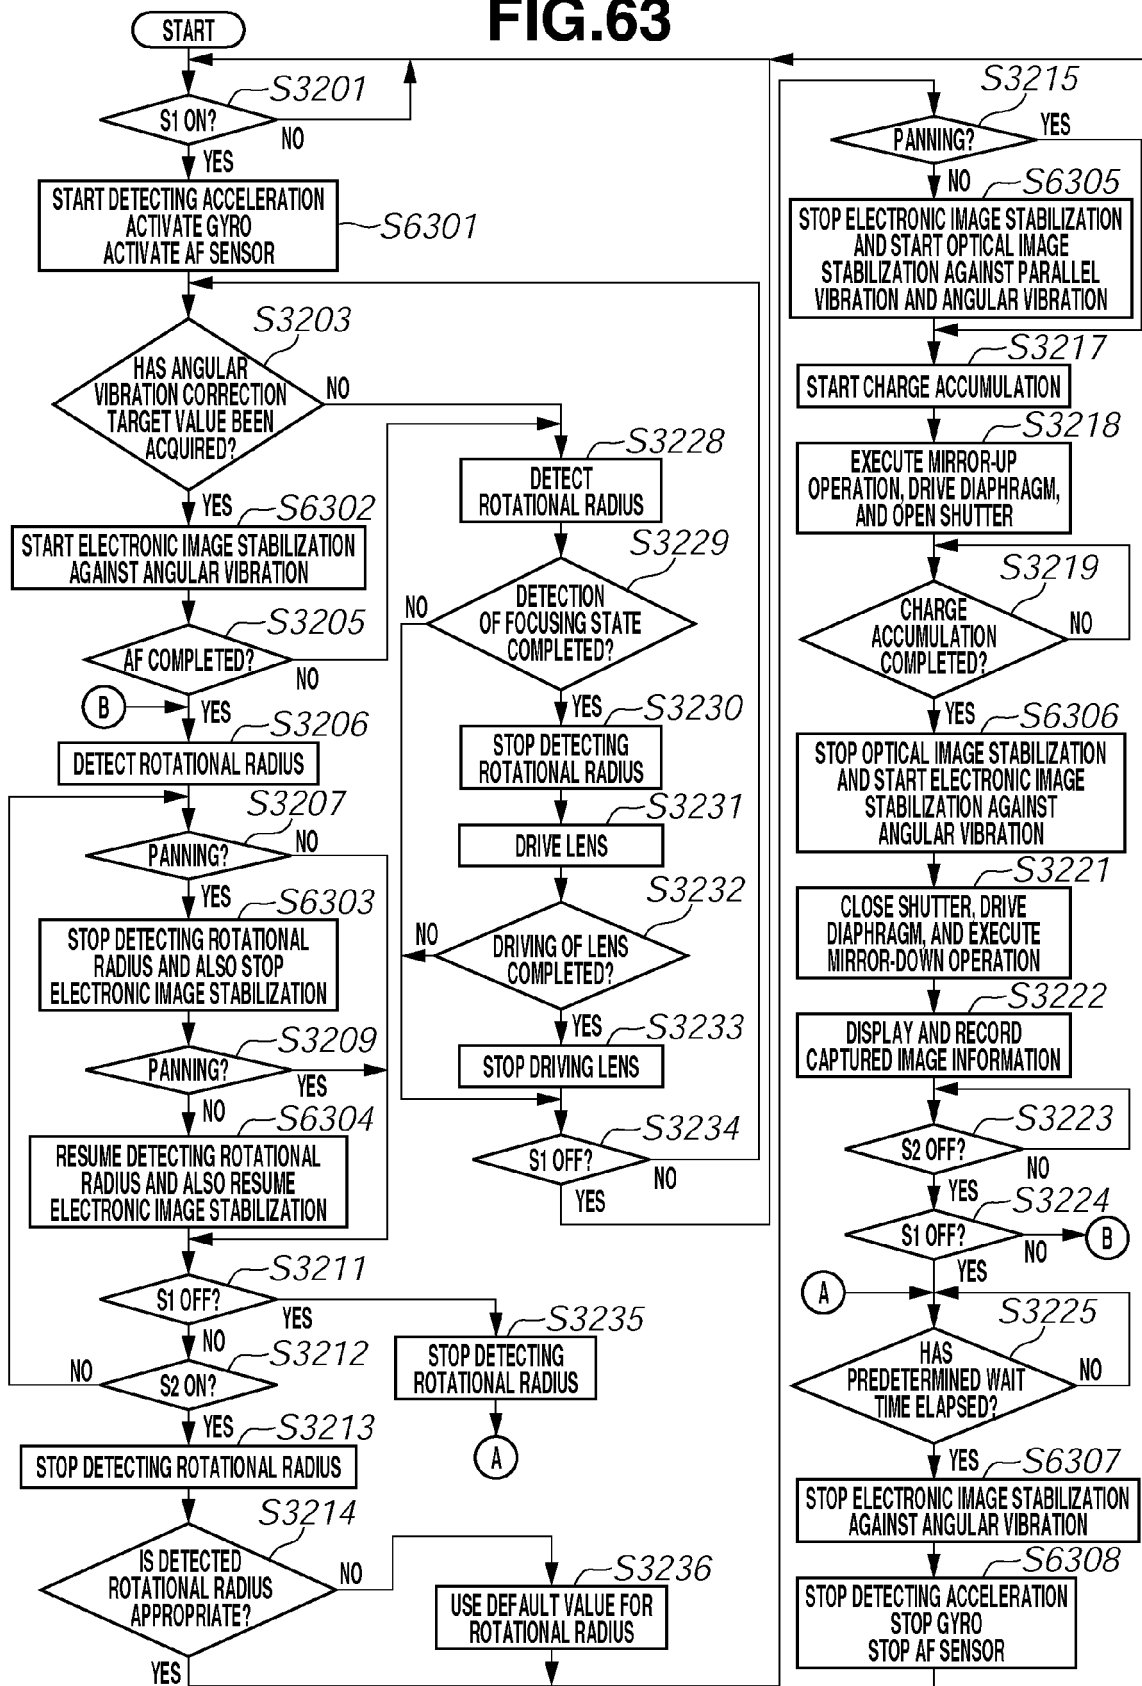 FIG.63
START
S3201
S1 ON?
NO
YES
START DETECTING ACCELERATION
ACTIVATE GYRO
ACTIVATE AF SENSOR
S6301
S3203
HAS ANGULAR
VIBRATION CORRECTION
TARGET VALUE BEEN
ACQUIRED?
NO
YES
S6302
START ELECTRONIC IMAGE STABILIZATION
AGAINST ANGULAR VIBRATION
S3205
AF COMPLETED?
NO
B
YES
S3206
DETECT ROTATIONAL RADIUS
S3207
PANNING?
NO
YES
S6303
STOP DETECTING ROTATIONAL
RADIUS AND ALSO STOP
ELECTRONIC IMAGE STABILIZATION
S3209
PANNING?
YES
NO
S6304
RESUME DETECTING ROTATIONAL
RADIUS AND ALSO RESUME
ELECTRONIC IMAGE STABILIZATION
S3211
S1 OFF?
YES
NO
S3212
NO
S2 ON?
YES
S3213
STOP DETECTING ROTATIONAL RADIUS
S3214
IS DETECTED
ROTATIONAL RADIUS
APPROPRIATE?
NO
YES
S3228
DETECT
ROTATIONAL RADIUS
S3229
NO
DETECTION
OF FOCUSING STATE
COMPLETED?
YES
S3230
STOP DETECTING
ROTATIONAL RADIUS
S3231
DRIVE LENS
S3232
NO
DRIVING OF LENS
COMPLETED?
YES
S3233
STOP DRIVING LENS
S3234
S1 OFF?
NO
YES
S3235
STOP DETECTING
ROTATIONAL RADIUS
A
S3236
USE DEFAULT VALUE FOR
ROTATIONAL RADIUS
S3215
PANNING?
YES
NO
S6305
STOP ELECTRONIC IMAGE STABILIZATION
AND START OPTICAL IMAGE
STABILIZATION AGAINST PARALLEL
VIBRATION AND ANGULAR VIBRATION
S3217
START CHARGE ACCUMULATION
S3218
EXECUTE MIRROR-UP
OPERATION, DRIVE DIAPHRAGM,
AND OPEN SHUTTER
S3219
CHARGE
ACCUMULATION
COMPLETED?
NO
YES
S6306
STOP OPTICAL IMAGE STABILIZATION
AND START ELECTRONIC IMAGE
STABILIZATION AGAINST
ANGULAR VIBRATION
S3221
CLOSE SHUTTER, DRIVE
DIAPHRAGM, AND EXECUTE
MIRROR-DOWN OPERATION
S3222
DISPLAY AND RECORD
CAPTURED IMAGE INFORMATION
S3223
S2 OFF?
NO
YES
S3224
S1 OFF?
NO
B
YES
A
S3225
HAS
PREDETERMINED WAIT
TIME ELAPSED?
NO
YES
S6307
STOP ELECTRONIC IMAGE STABILIZATION
AGAINST ANGULAR VIBRATION
S6308
STOP DETECTING ACCELERATION
STOP GYRO
STOP AF SENSOR